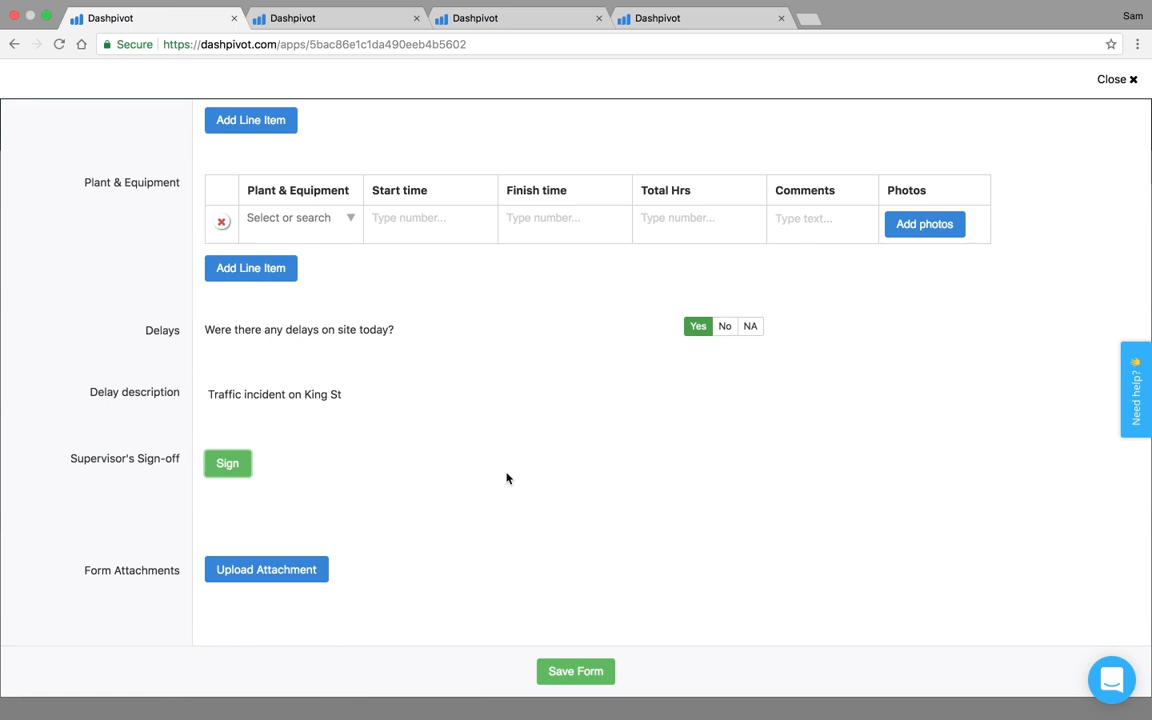 Dashpivot
Dashpivot
Dashpivot
Dashpivot
Sam
Secure
https://dashpivot.com/apps/5bac86e1c1da490eeb4b5602
Close ✖
Add Line Item
Plant & Equipment
Plant & Equipment Start time Finish time Total Hrs Comments Photos
Select or search Type number... Type number... Type number... Type text... Add photos
Add Line Item
Delays
Were there any delays on site today?
Yes No NA
Need help? 👋
Delay description
Traffic incident on King St
Supervisor's Sign-off
Sign
Form Attachments
Upload Attachment
Save Form